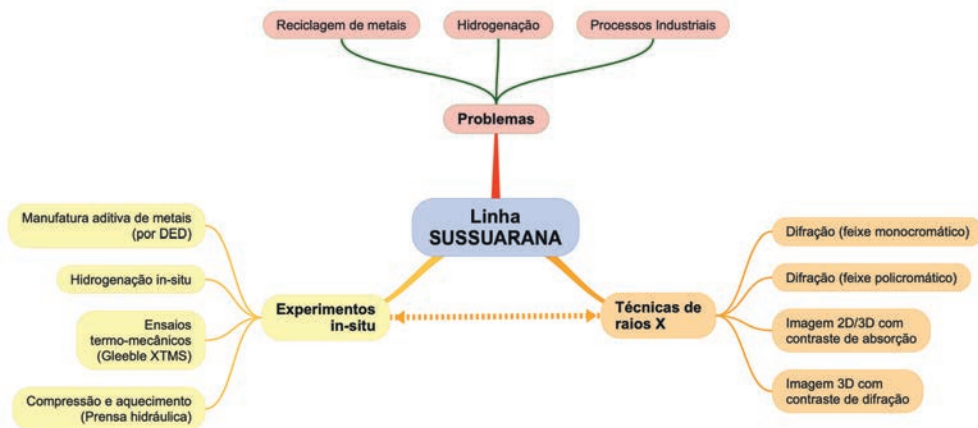 Reciclagem de metais
Hidrogenação
Processos Industriais
Problemas
Linha
SUSSUARANA
Experimentos
in-situ
Manufatura aditiva de metais
(por DED)
Hidrogenação in-situ
Ensaios
termo-mecânicos
(Gleeble XTMS)
Compressão e aquecimento
(Prensa hidráulica)
Técnicas de
raios X
Difração (feixe monocromático)
Difração (feixe policromático)
Imagem 2D/3D com
contraste de absorção
Imagem 3D com
contraste de difração